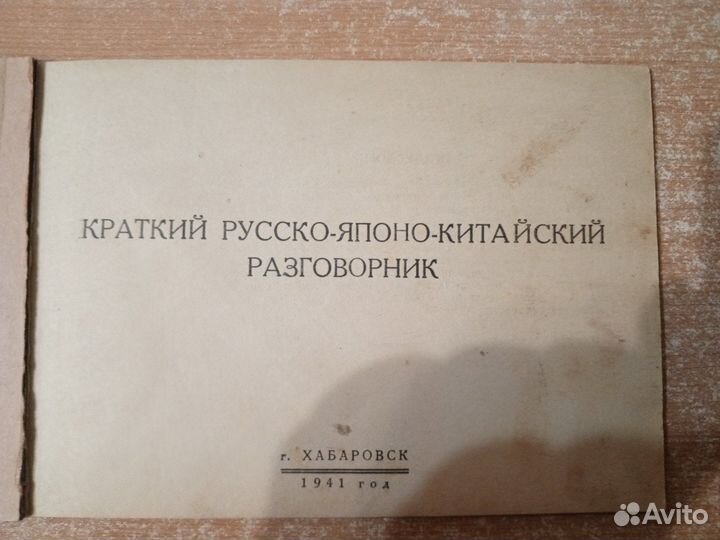 КРАТКИЙ РУССКО-ЯПОНО-КИТАЙСКИЙ
РАЗГОВОРНИК
г. ХАБАРОВСК
1941 год
Avito